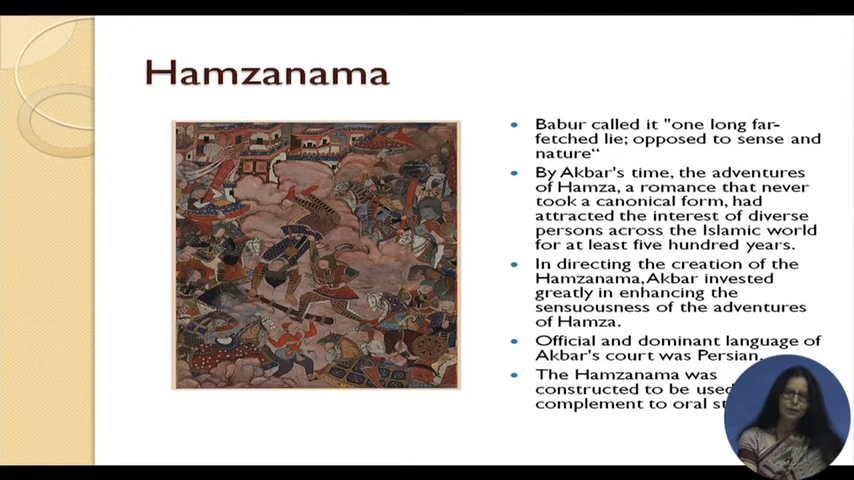 Hamzanama
Babur called it "one long far-
fetched lie; opposed to sense and
nature“
By Akbar's time, the adventures
of Hamza, a romance that never
took a canonical form, had
attracted the interest of diverse
persons across the Islamic world
for at least five hundred years.
In directing the creation of the
Hamzanama, Akbar invested
greatly in enhancing the
sensuousness of the adventures
of Hamza.
Official and dominant language of
Akbar's court was Persian.
The Hamzanama was
constructed to be used
complement to oral